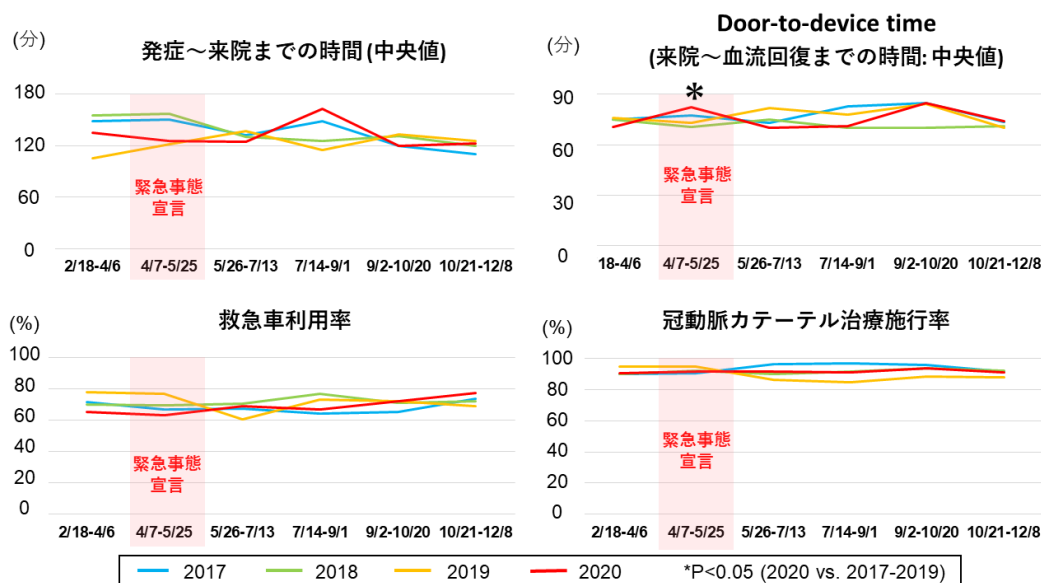 (分)
発症～来院までの時間 (中央値)
180
120
60
0
緊急事態
宣言
2/18-4/6 4/7-5/25 5/26-7/13 7/14-9/1 9/2-10/20 10/21-12/8
Door-to-device time
(分)
(来院～血流回復までの時間: 中央値)
*
90
60
30
0
緊急事態
宣言
18-4/6 4/7-5/25 5/26-7/13 7/14-9/1 9/2-10/20 10/21-12/8
(%)
救急車利用率
100
80
60
40
20
0
緊急事態
宣言
2/18-4/6 4/7-5/25 5/26-7/13 7/14-9/1 9/2-10/20 10/21-12/8
(%)
冠動脈カテーテル治療施行率
100
80
60
40
20
0
緊急事態
宣言
2/18-4/6 4/7-5/25 5/26-7/13 7/14-9/1 9/2-10/20 10/21-12/8
2017 2018 2019 2020 *P<0.05 (2020 vs. 2017-2019)